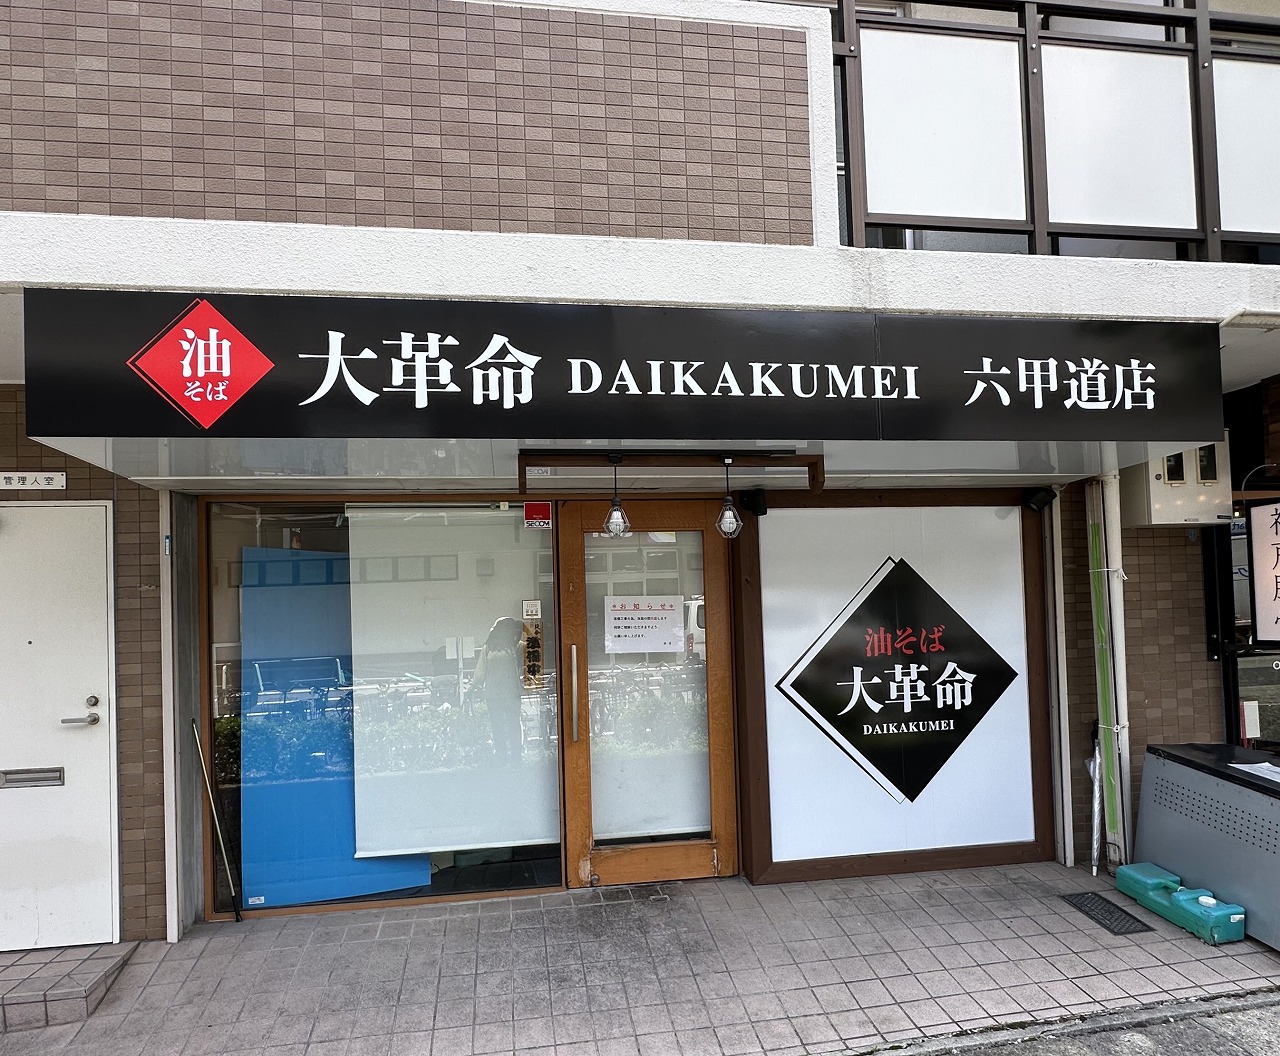 油
そば
大革命 DAIKAKUMEI 六甲道店
管理人室
SECOM
※お知らせ※
油そば
大革命
DAIKAKUMEI